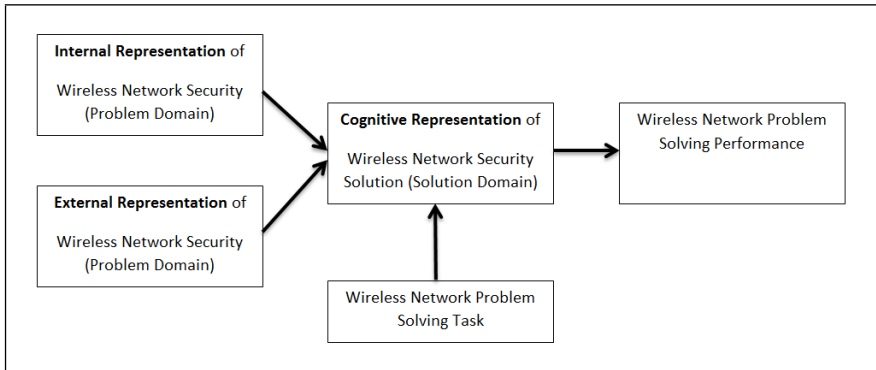 Internal Representation of
Wireless Network Security
(Problem Domain)
External Representation of
Wireless Network Security
(Problem Domain)
Cognitive Representation of
Wireless Network Security
Solution (Solution Domain)
Wireless Network Problem
Solving Task
Wireless Network Problem
Solving Performance